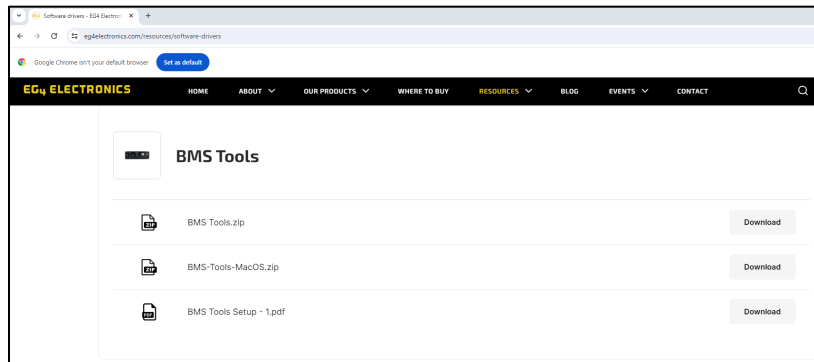 Software drivers - EG4 Electroni
eg4electronics.com/resources/software-drivers
Google Chrome isn't your default browser Set as default
EG4 ELECTRONICS HOME ABOUT OUR PRODUCTS WHERE TO BUY RESOURCES BLOG EVENTS CONTACT
BMS Tools
ZIP BMS Tools.zip Download
ZIP BMS-Tools-MacOS.zip Download
PDF BMS Tools Setup - 1.pdf Download